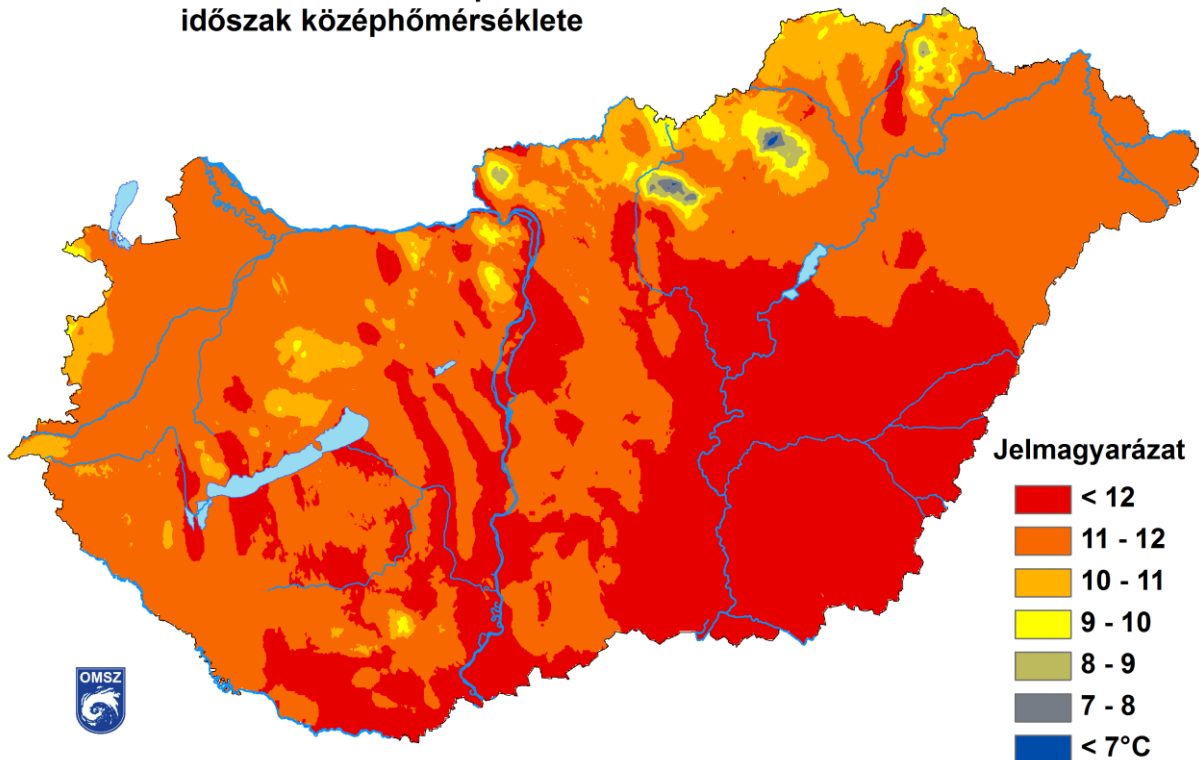 időszak középhőmérséklete
Jelmagyarázat
< 12
11 - 12
10 - 11
9 - 10
8 - 9
7 - 8
< 7°C
OMSZ